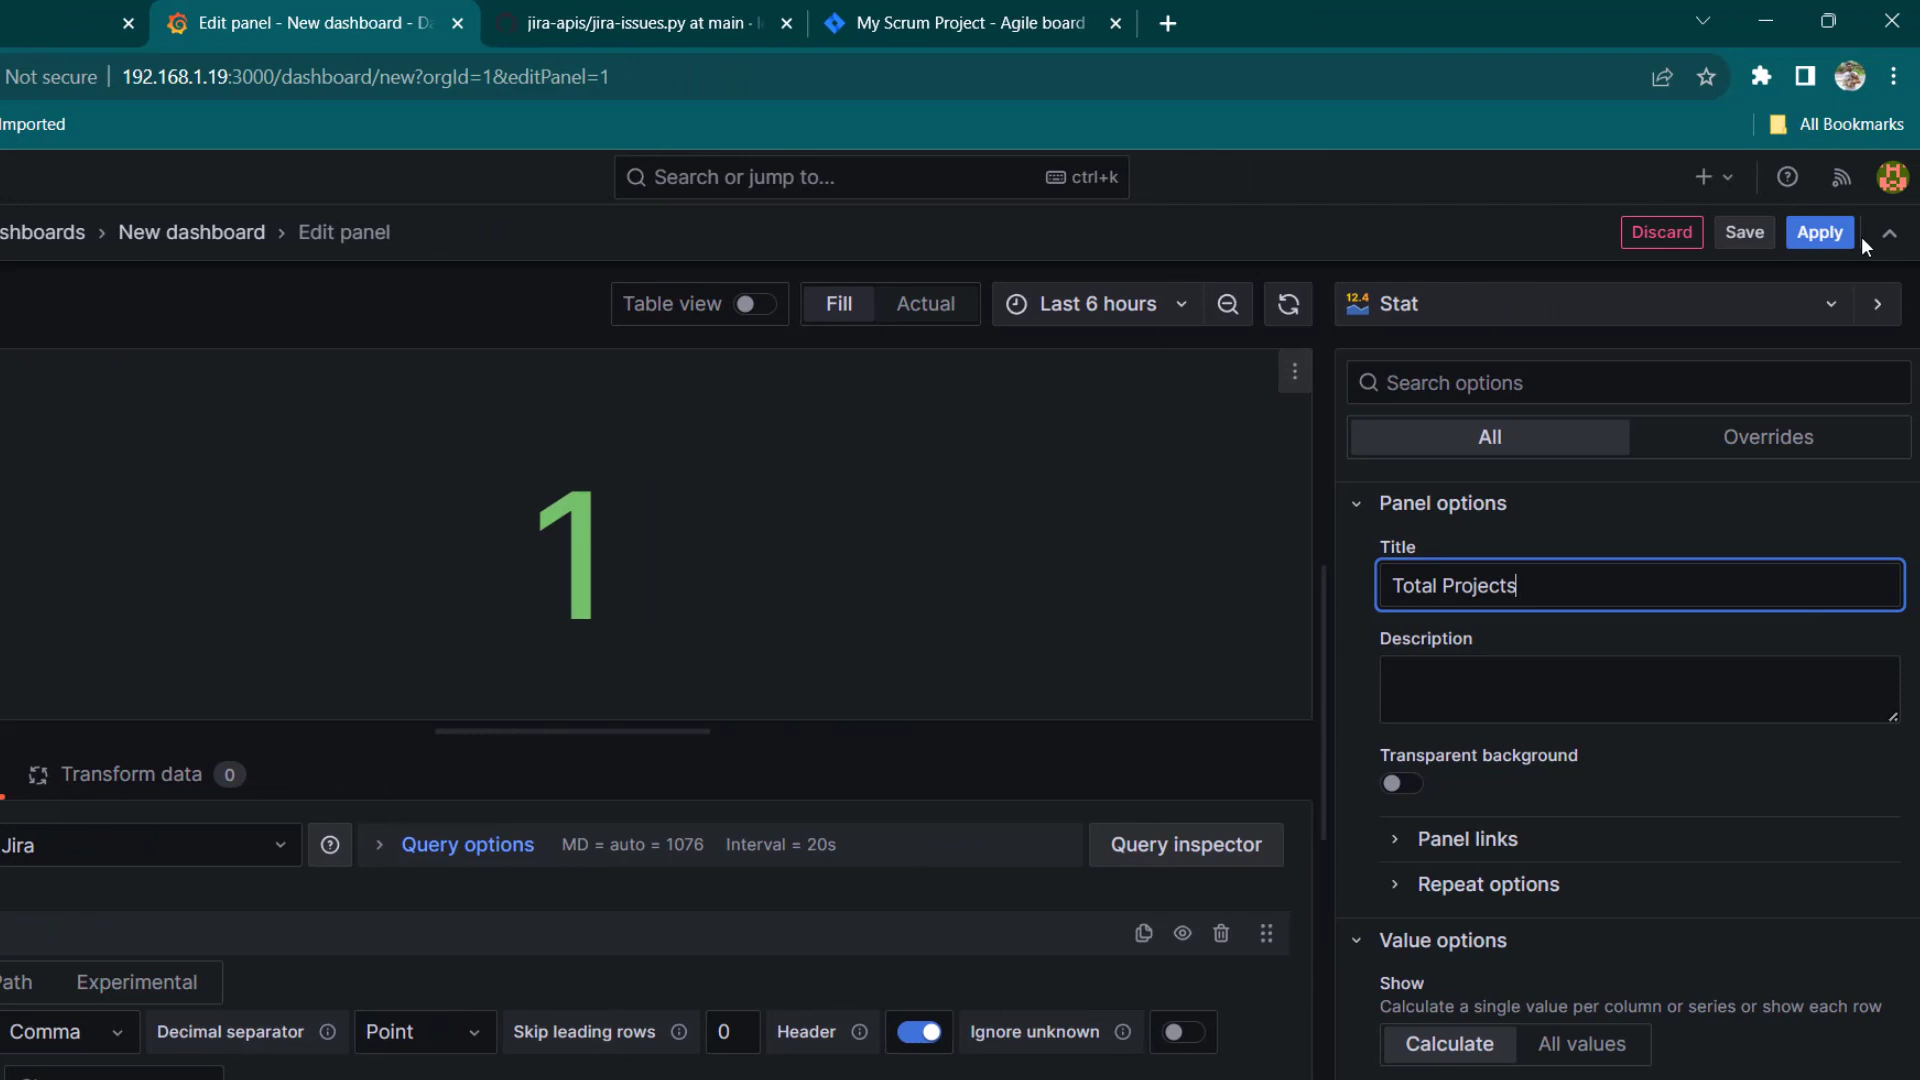 Edit panel - New dashboard - D
jira-apis/jira-issues.py at main ·
My Scrum Project - Agile board
Not secure
192.168.1.19:3000/dashboard/new?orgId=1&editPanel=1
Imported
All Bookmarks
Search or jump to...
ctrl+k
shboards › New dashboard › Edit panel
Discard
Save
Apply
Table view
Fill
Actual
Last 6 hours
12.4
Stat
Search options
All
Overrides
1
Panel options
Title
Total Projects
Description
Transparent background
Panel links
Repeat options
Transform data 0
Jira
Query options
MD = auto = 1076
Interval = 20s
Query inspector
Path
Experimental
Comma
Decimal separator
Point
Skip leading rows
0
Header
Ignore unknown
Value options
Show
Calculate a single value per column or series or show each row
Calculate
All values